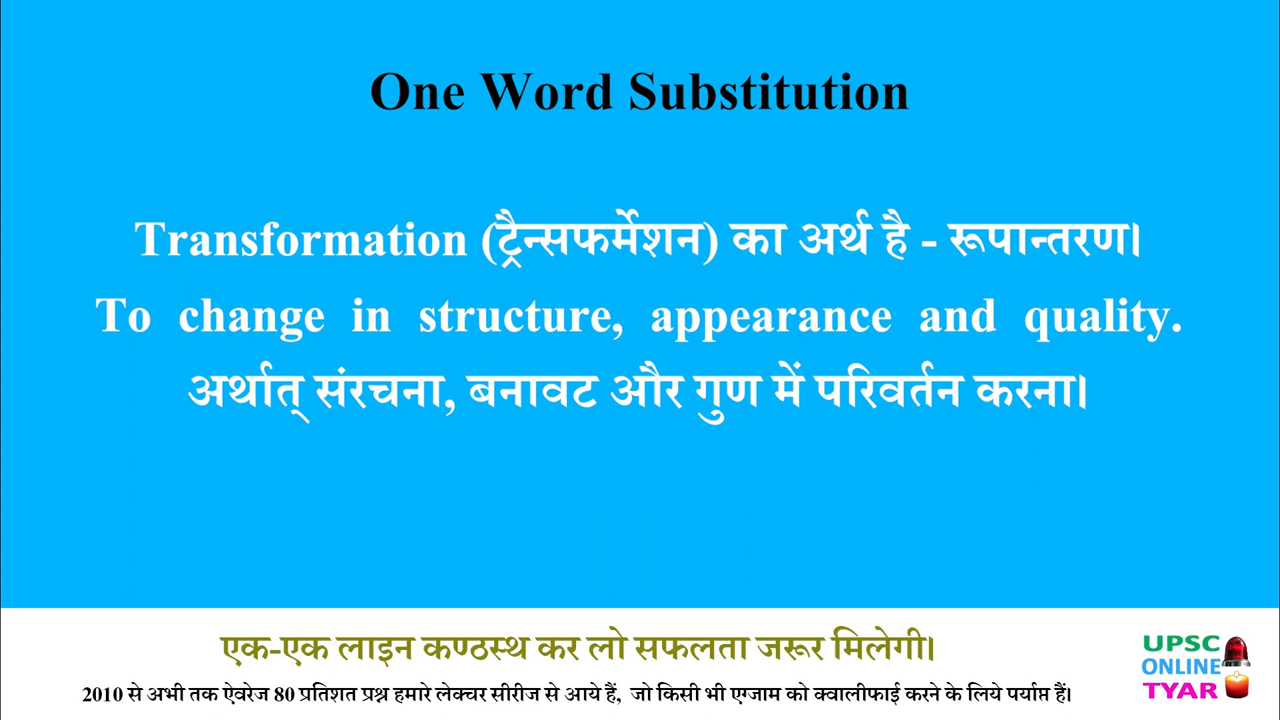 One Word Substitution
Transformation (ट्रैन्सफर्मेशन) का अर्थ है - रूपान्तरण।
To change in structure, appearance and quality.
अर्थात् संरचना, बनावट और गुण में परिवर्तन करना।
एक-एक लाइन कण्ठस्थ कर लो सफलता जरूर मिलेगी।
2010 से अभी तक ऐवरेज 80 प्रतिशत प्रश्न हमारे लेक्चर सीरीज से आये हैं, जो किसी भी एग्जाम को क्वालीफाई करने के लिये पर्याप्त हैं।
UPSC
ONLINE
TYAR